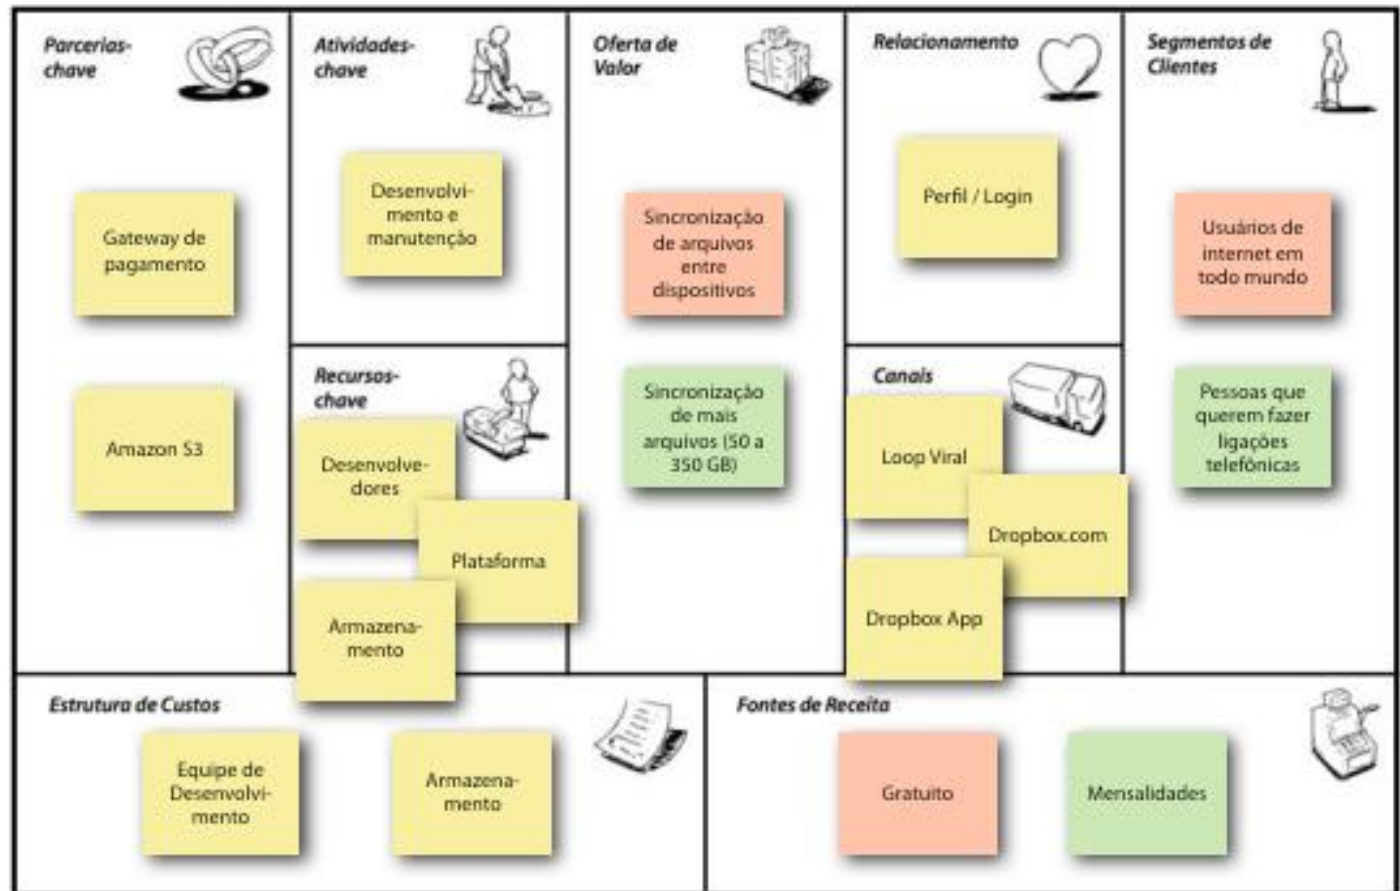 Parcerias-
chave
Gateway de
pagamento
Amazon S3
Atividades-
chave
Desenvolvi-
mento e
manutenção
Recursos-
chave
Desenvolve-
dores
Plataforma
Armazena-
mento
Oferta de
Valor
Sincronização
de arquivos
entre
dispositivos
Sincronização
de mais
arquivos (50 a
350 GB)
Relacionamento
Perfil / Login
Canais
Loop Viral
Dropbox.com
Dropbox App
Segmentos de
Clientes
Usuários de
internet em
todo mundo
Pessoas que
querem fazer
ligações
telefônicas
Estrutura de Custos
Equipe de
Desenvolvi-
mento
Armazena-
mento
Fontes de Receita
Gratuito
Mensalidades